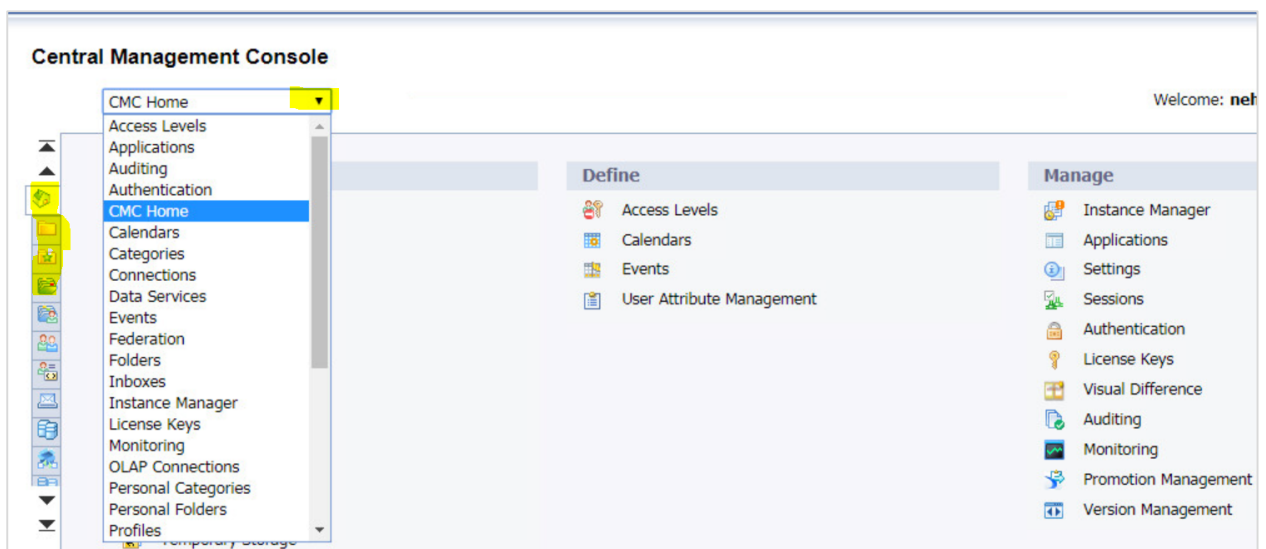 Central Management Console
CMC Home
Welcome: neh
Access Levels
Applications
Auditing
Authentication
CMC Home
Calendars
Categories
Connections
Data Services
Events
Federation
Folders
Inboxes
Instance Manager
License Keys
Monitoring
OLAP Connections
Personal Categories
Personal Folders
Profiles
Temporary Storage
Define
Access Levels
Calendars
Events
User Attribute Management
Manage
Instance Manager
Applications
Settings
Sessions
Authentication
License Keys
Visual Difference
Auditing
Monitoring
Promotion Management
Version Management